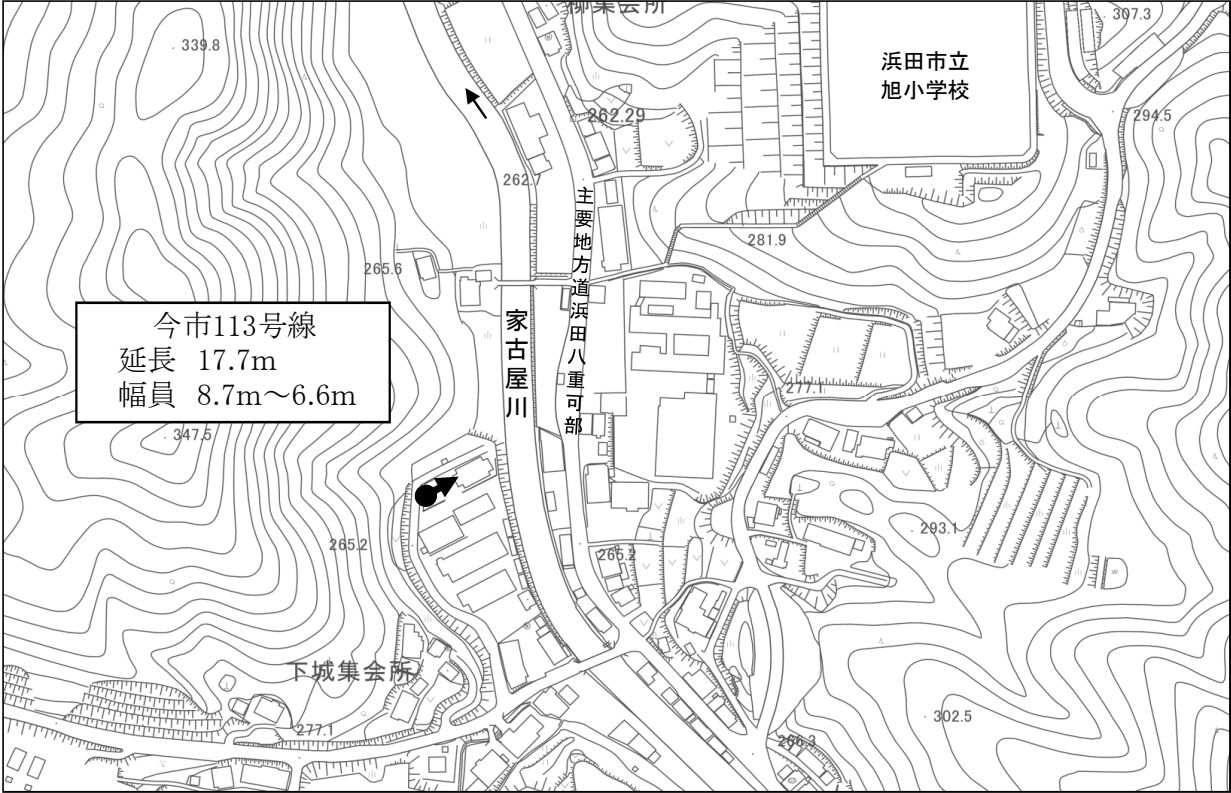 柳集会所
307.3
339.8
浜田市立
旭小学校
262.29
294.5
262.7
主要地方道浜田八重可部
281.9
265.6
今市113号線
延長 17.7m
幅員 8.7m～6.6m
家古屋川
277.1
347.5
293.1
265.2
265.2
下城集会所
302.5
277.1
266.3